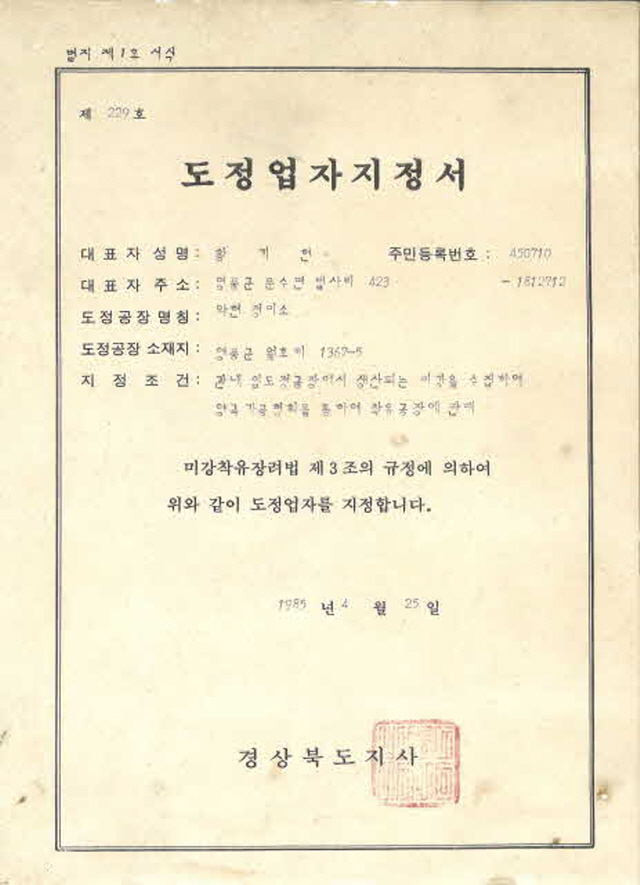 별지 제1호 서식
제 229 호
도정업자지정서
대표자성명: 황 기 헌 주민등록번호: 450710
대표자주소: 영풍군 문수면 벌사리 423 - 1812712
도정공장명칭: 정미소
도정공장소재지: 영풍군 1367-5
지정조건: 관내 임도정공장에서 생산되는 미강을 수집하여
양곡가공협회를 통하여 착유공장에 판매
미강착유장려법 제3조의 규정에 의하여
위와 같이 도정업자를 지정합니다.
1985 년 4 월 25 일
경상북도지사